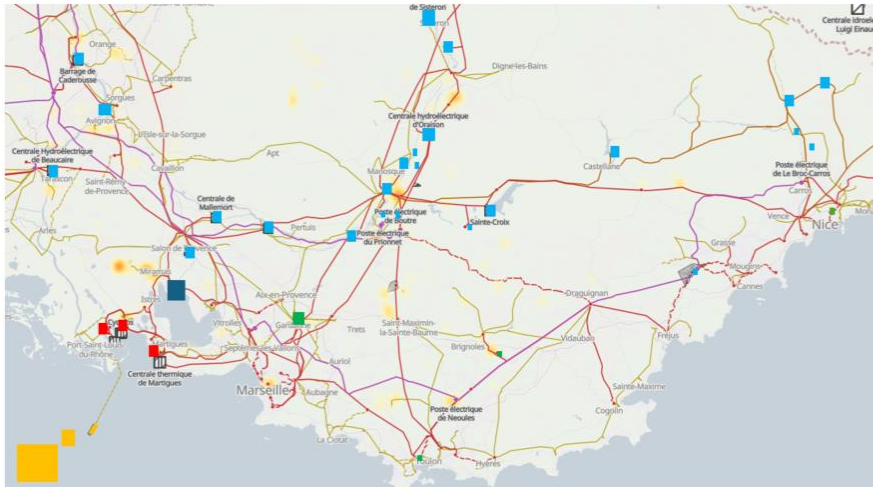 de Sisteron
Sisteron
Centrale idroele
Luigi Einau
Orange
Barrage de
Caderousse
Digne-les-Bains
Carpentras
Sorgues
Avignon
Centrale hydroélectrique
d'Oraison
L'Isle-sur-la-Sorgue
Centrale Hydroélectrique
de Beaucaire
Apt
Castellane
Cavaillon
Manosque
Poste électrique
de Le Broc-Carros
Tarascon
Saint-Rémy
-de-Provence
Carros
Centrale de
Mallemort
Poste électrique
de Boutre
Sainte-Croix
Vence
Nice
Arles
Pertuis
Poste électrique
du Prionnet
Salon de Provence
Grasse
Miramas
Mougins
Cannes
Istres
Aix-en-Provence
Draguignan
Vitrolles
Gardanne
Trets
Saint-Maximin
-la-Sainte-Baume
Fréjus
Port-Saint-Louis
-du-Rhône
Martigues
Septèmes-les-Vallons
Brignoles
Vidauban
Auriol
Centrale thermique
de Martigues
Marseille
Aubagne
Sainte-Maxime
Poste électrique
de Neoules
Cogolin
La Ciotat
Toulon
Hyères